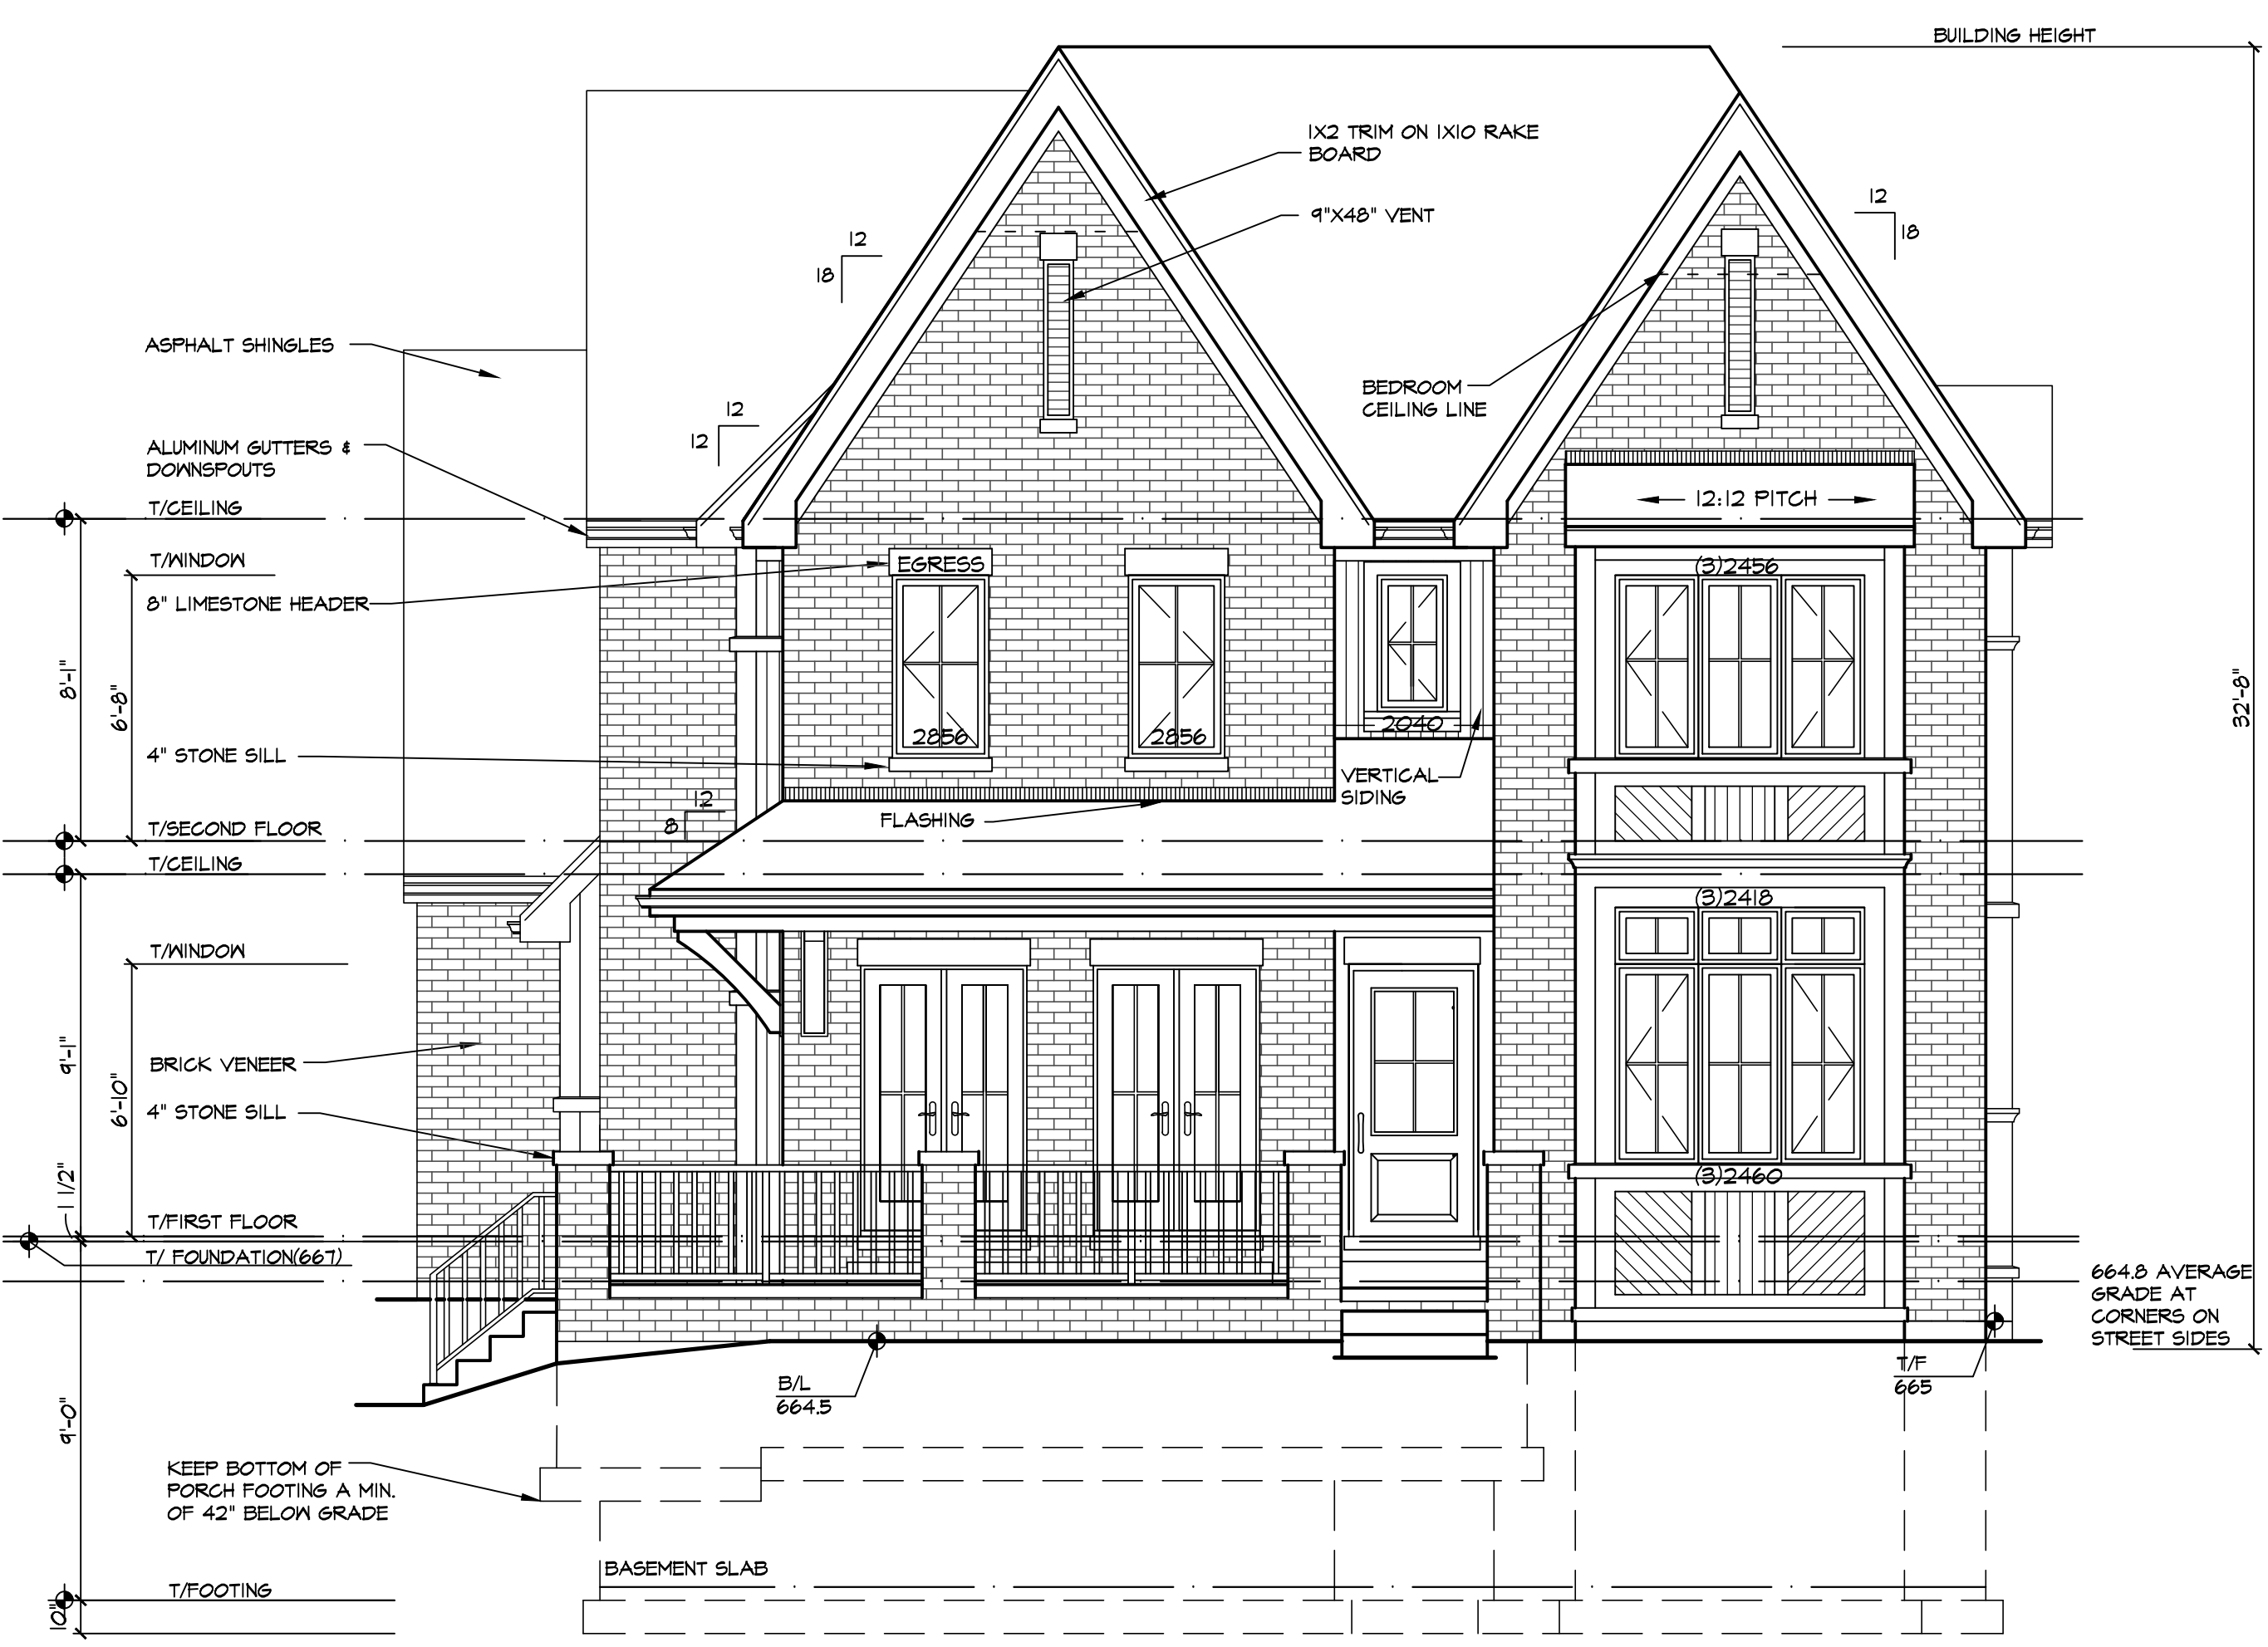 BUILDING HEIGHT
1X2 TRIM ON 1X10 RAKE
BOARD
9"X48" VENT
12
18
12
18
ASPHALT SHINGLES
BEDROOM
CEILING LINE
12
12
ALUMINUM GUTTERS &
DOWNSPOUTS
T/CEILING
12:12 PITCH
T/WINDOW
EGRESS
(3)2456
8" LIMESTONE HEADER
8'-1"
6'-8"
32'-8"
2856
2856
2040
4" STONE SILL
VERTICAL
SIDING
12
8
FLASHING
T/SECOND FLOOR
T/CEILING
(3)2418
T/WINDOW
9'-1"
6'-10"
BRICK VENEER
4" STONE SILL
(3)2460
1 1/2"
T/FIRST FLOOR
T/ FOUNDATION(667)
664.8 AVERAGE
GRADE AT
CORNERS ON
STREET SIDES
T/F
665
B/L
664.5
9'-0"
KEEP BOTTOM OF
PORCH FOOTING A MIN.
OF 42" BELOW GRADE
BASEMENT SLAB
T/FOOTING
10"